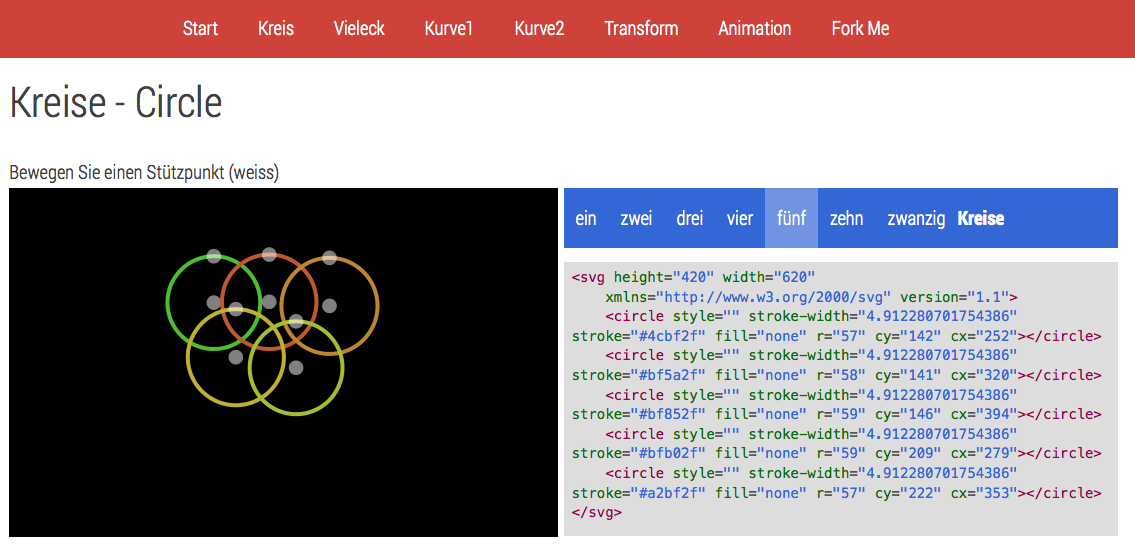 Start Kreis Vieleck Kurve1 Kurve2 Transform Animation Fork Me
Kreise - Circle
Bewegen Sie einen Stützpunkt (weiss)
ein zwei drei vier fünf zehn zwanzig Kreise
<svg height="420" width="620"
xmlns="http://www.w3.org/2000/svg" version="1.1">
<circle style="" stroke-width="4.912280701754386"
stroke="#4cbf2f" fill="none" r="57" cy="142" cx="252"></circle>
<circle style="" stroke-width="4.912280701754386"
stroke="#bf5a2f" fill="none" r="58" cy="141" cx="320"></circle>
<circle style="" stroke-width="4.912280701754386"
stroke="#bf852f" fill="none" r="59" cy="146" cx="394"></circle>
<circle style="" stroke-width="4.912280701754386"
stroke="#bfb02f" fill="none" r="59" cy="209" cx="279"></circle>
<circle style="" stroke-width="4.912280701754386"
stroke="#a2bf2f" fill="none" r="57" cy="222" cx="353"></circle>
</svg>